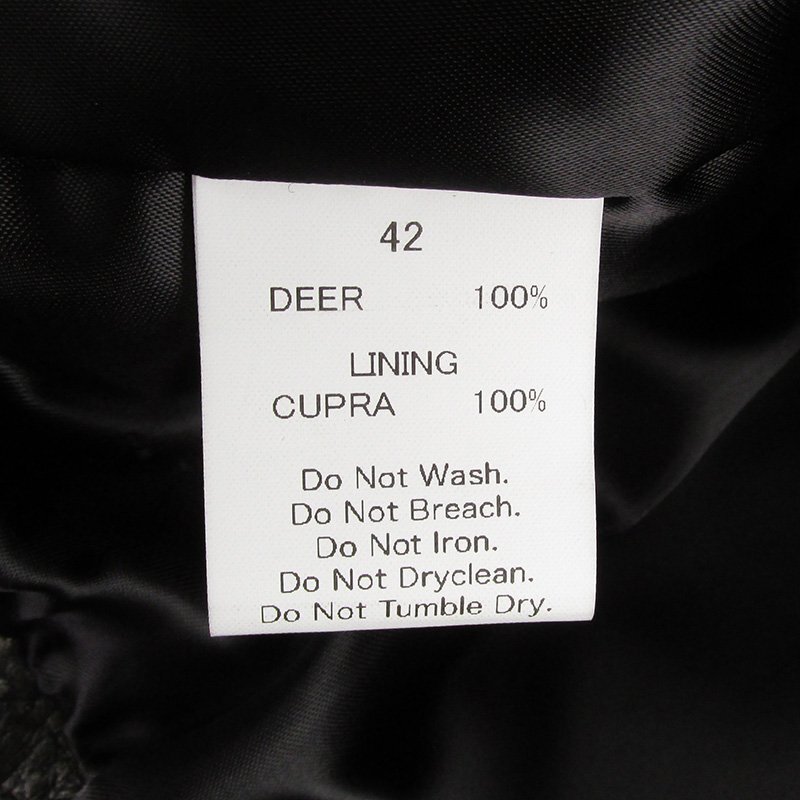 42
DEER 100%
LINING
CUPRA 100%
Do Not Wash.
Do Not Breach.
Do Not Iron.
Do Not Dryclean.
Do Not Tumble Dry.